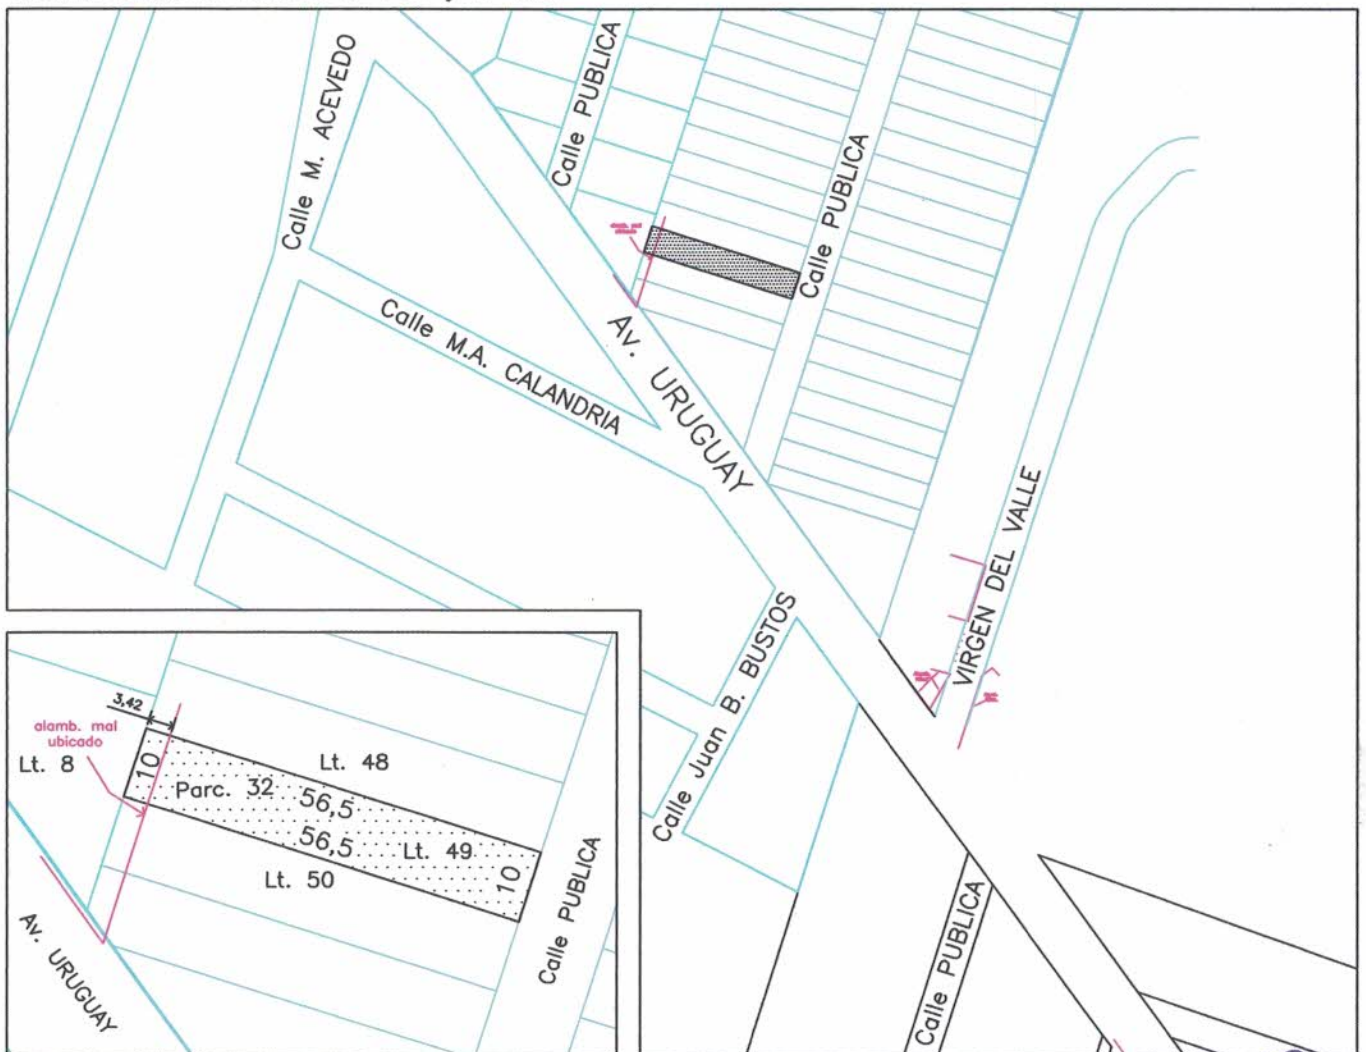 Calle M. ACEVEDO
Calle PUBLICA
Calle PUBLICA
Calle M.A. CALANDRIA
Av. URUGUAY
VIRGEN DEL VALLE
Calle Juan B. BUSTOS
Calle PUBLICA
3,42
alamb. mal
ubicado
Lt. 8
10
Lt. 48
Parc. 32
56,5
56,5
Lt. 49
10
Lt. 50
Calle PUBLICA
Av. URUGUAY